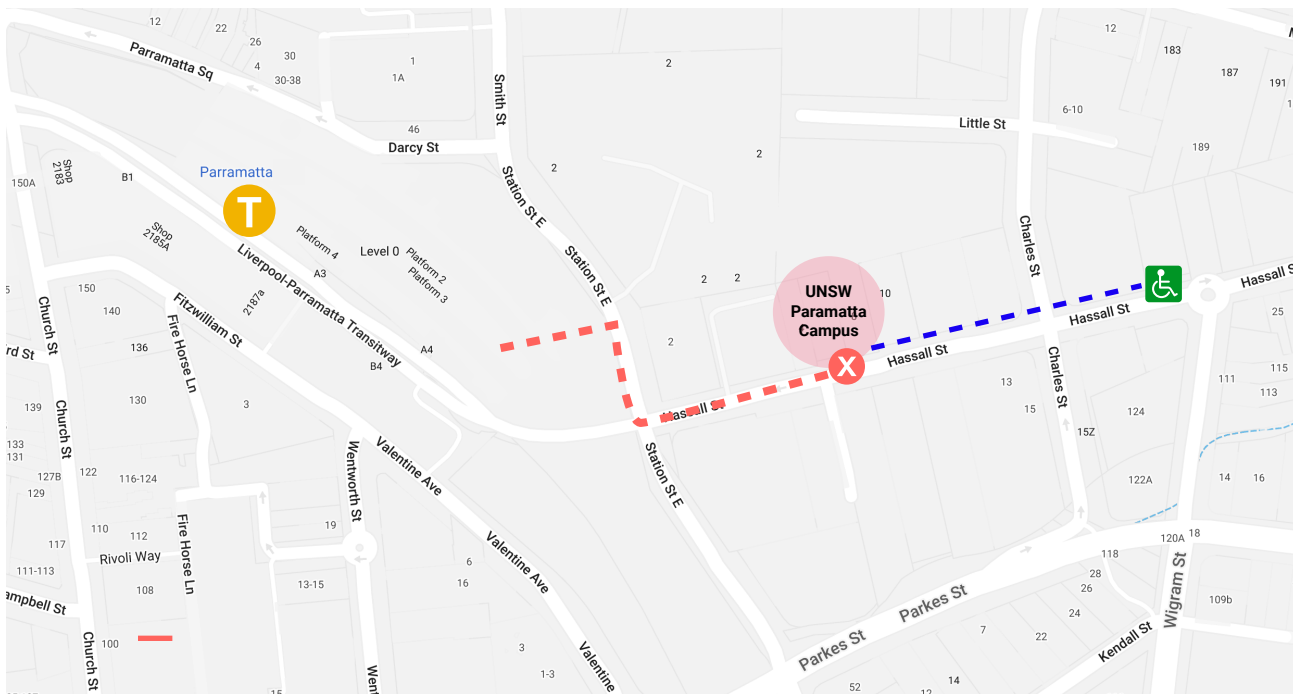 12
22
26
4
30
30-38
1
1A
46
Parramatta Sq
Darcy St
Smith St
2
2
2
12
183
187
191
6-10
Little St
189
Shop
2183
B1
150A
Parramatta
T
Shop
2185A
Platform 4
Level 0
Platform 2
Platform 3
A3
Liverpool-Parramatta Transitway
Station St E
Station St E
2
2
UNSW
Paramatta
Campus
10
X
Charles St
Hassall St
Hassall S
25
150
140
Fitzwilliam St
2187a
Church St
Fire Horse Ln
136
rd St
A4
B4
2
Hassall St
Hassall St
Charles St
13
15
111
115
113
124
15Z
139
130
3
Church St
133
131
127B
129
122
116-124
Valentine Ave
Wentworth St
Station St E
122A
14
16
110
112
117
Fire Horse Ln
19
Rivoli Way
111-113
108
13-15
6
16
Valentine Ave
120A
18
118
28
26
24
22
7
Parkes St
Parkes St
Wigram St
109b
Kendall St
ampbell St
100
Church St
Went
3
1-3
Valentine
52
14
12
15